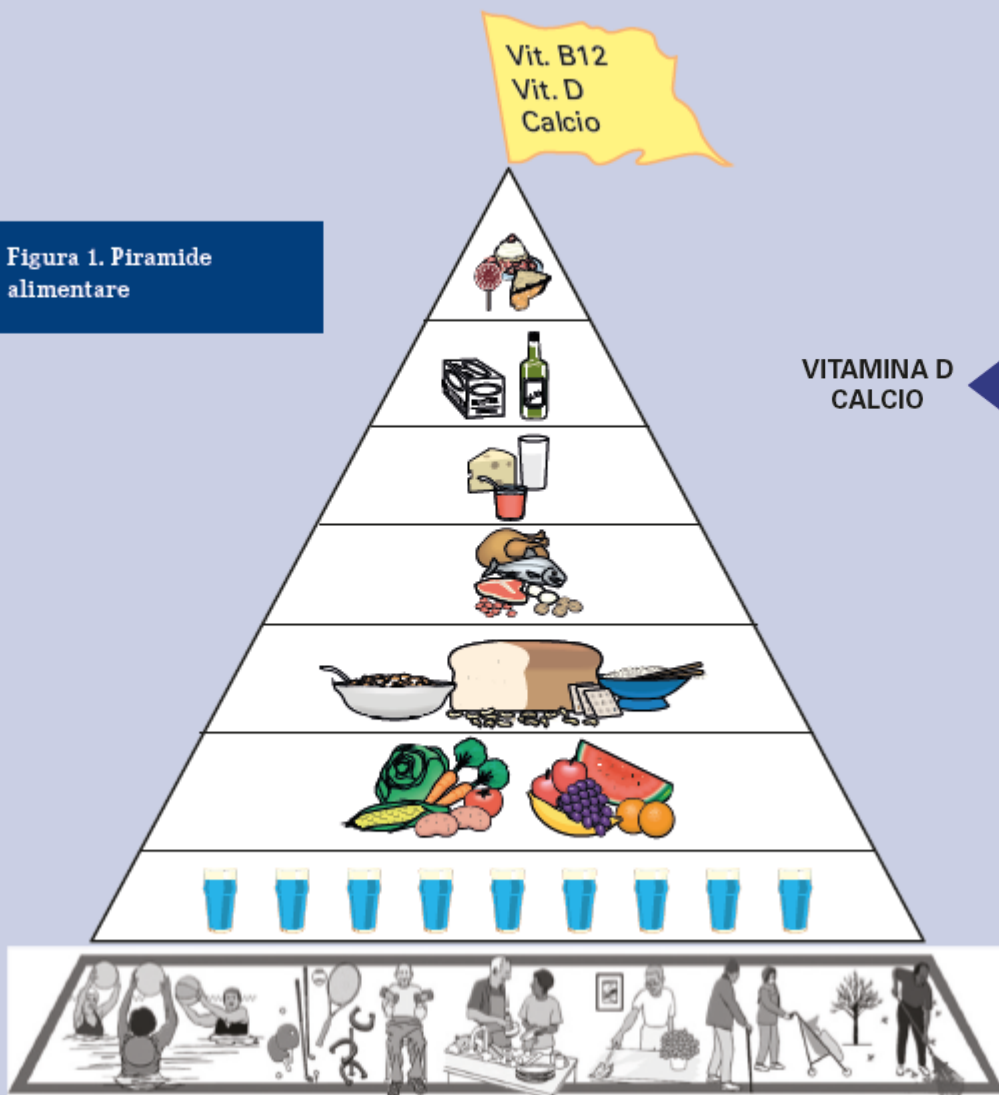 Vit. B12
Vit. D
Calcio
Figura 1. Piramide
alimentare
VITAMINA D
CALCIO